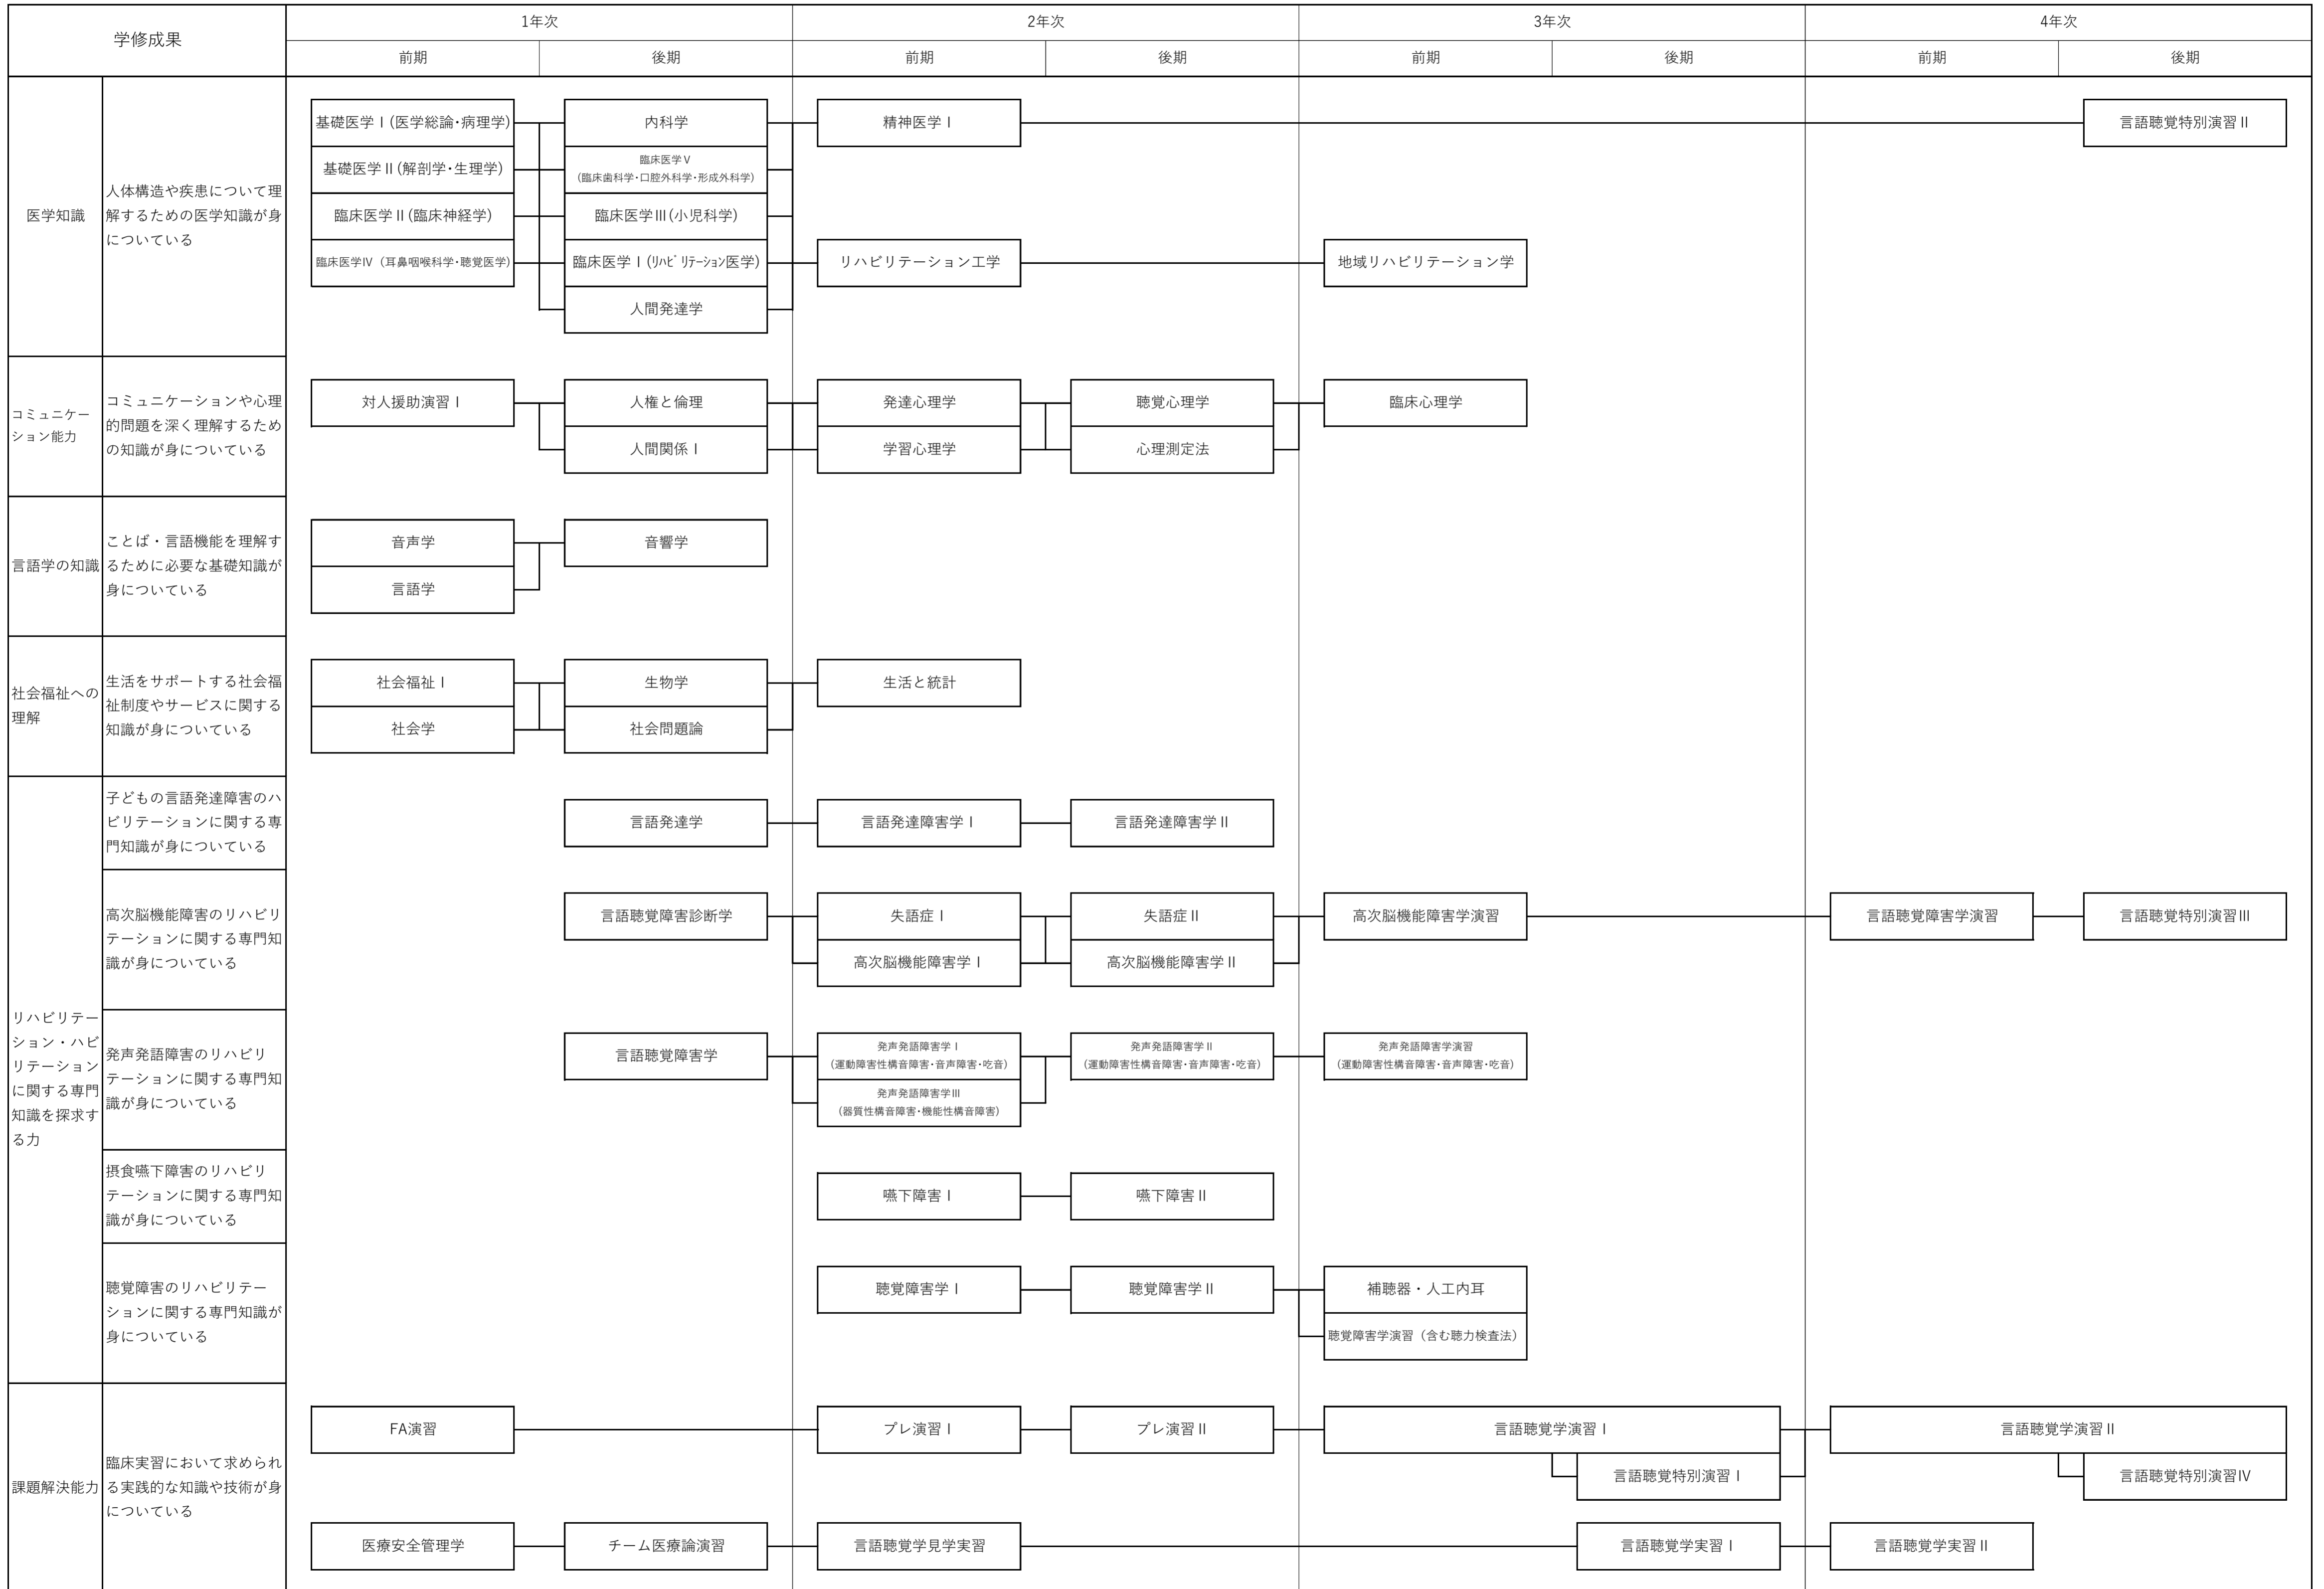 学修成果
1年次
2年次
3年次
4年次
前期
後期
前期
後期
前期
後期
前期
後期
医学知識
人体構造や疾患について理
解するための医学知識が身
についている
基礎医学Ⅰ(医学総論・病理学)
内科学
精神医学Ⅰ
言語聴覚特別演習Ⅱ
基礎医学Ⅱ(解剖学・生理学)
臨床医学Ⅴ
(臨床歯科学・口腔外科学・形成外科学)
臨床医学Ⅱ(臨床神経学)
臨床医学Ⅲ(小児科学)
臨床医学Ⅳ（耳鼻咽喉科学・聴覚医学)
臨床医学Ⅰ(ﾘﾊﾋﾞﾘﾃｰｼｮﾝ医学)
リハビリテーション工学
地域リハビリテーション学
人間発達学
コミュニケー
ション能力
コミュニケーションや心理
的問題を深く理解するため
の知識が身についている
対人援助演習Ⅰ
人権と倫理
発達心理学
聴覚心理学
臨床心理学
人間関係Ⅰ
学習心理学
心理測定法
言語学の知識
ことば・言語機能を理解す
るために必要な基礎知識が
身についている
音声学
音響学
言語学
社会福祉への
理解
生活をサポートする社会福
祉制度やサービスに関する
知識が身についている
社会福祉Ⅰ
生物学
生活と統計
社会学
社会問題論
リハビリテー
ション・ハビ
リテーション
に関する専門
知識を探求す
る力
子どもの言語発達障害のハ
ビリテーションに関する専
門知識が身についている
言語発達学
言語発達障害学Ⅰ
言語発達障害学Ⅱ
高次脳機能障害のリハビリ
テーションに関する専門知
識が身についている
言語聴覚障害診断学
失語症Ⅰ
失語症Ⅱ
高次脳機能障害学演習
言語聴覚障害学演習
言語聴覚特別演習Ⅲ
高次脳機能障害学Ⅰ
高次脳機能障害学Ⅱ
発声発語障害のリハビリ
テーションに関する専門知
識が身についている
言語聴覚障害学
発声発語障害学Ⅰ
(運動障害性構音障害・音声障害・吃音)
発声発語障害学Ⅱ
(運動障害性構音障害・音声障害・吃音)
発声発語障害学演習
(運動障害性構音障害・音声障害・吃音)
発声発語障害学Ⅲ
(器質性構音障害・機能性構音障害)
摂食嚥下障害のリハビリ
テーションに関する専門知
識が身についている
嚥下障害Ⅰ
嚥下障害Ⅱ
聴覚障害のリハビリテー
ションに関する専門知識が
身についている
聴覚障害学Ⅰ
聴覚障害学Ⅱ
補聴器・人工内耳
聴覚障害学演習（含む聴力検査法）
課題解決能力
臨床実習において求められ
る実践的な知識や技術が身
についている
FA演習
プレ演習Ⅰ
プレ演習Ⅱ
言語聴覚学演習Ⅰ
言語聴覚学演習Ⅱ
言語聴覚特別演習Ⅰ
言語聴覚特別演習Ⅳ
医療安全管理学
チーム医療論演習
言語聴覚学見学実習
言語聴覚学実習Ⅰ
言語聴覚学実習Ⅱ